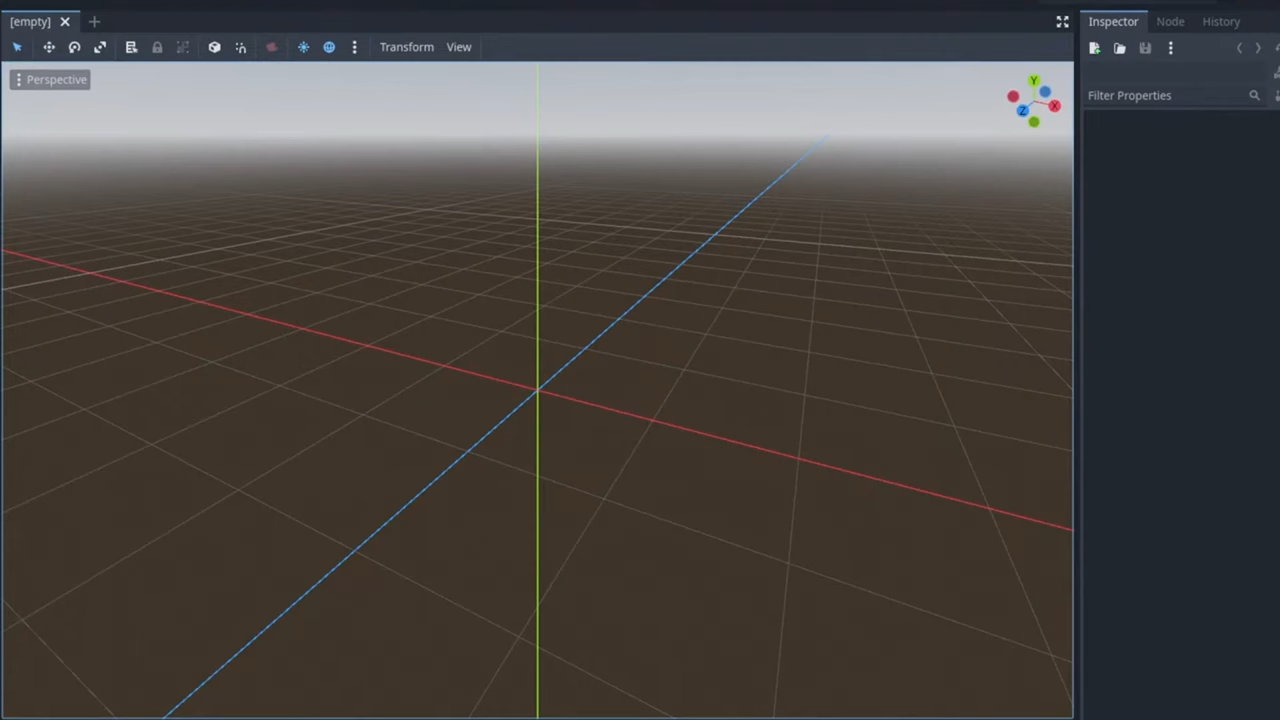 [empty]
Inspector Node History
Transform View
Perspective
Filter Properties
Y
X
Z